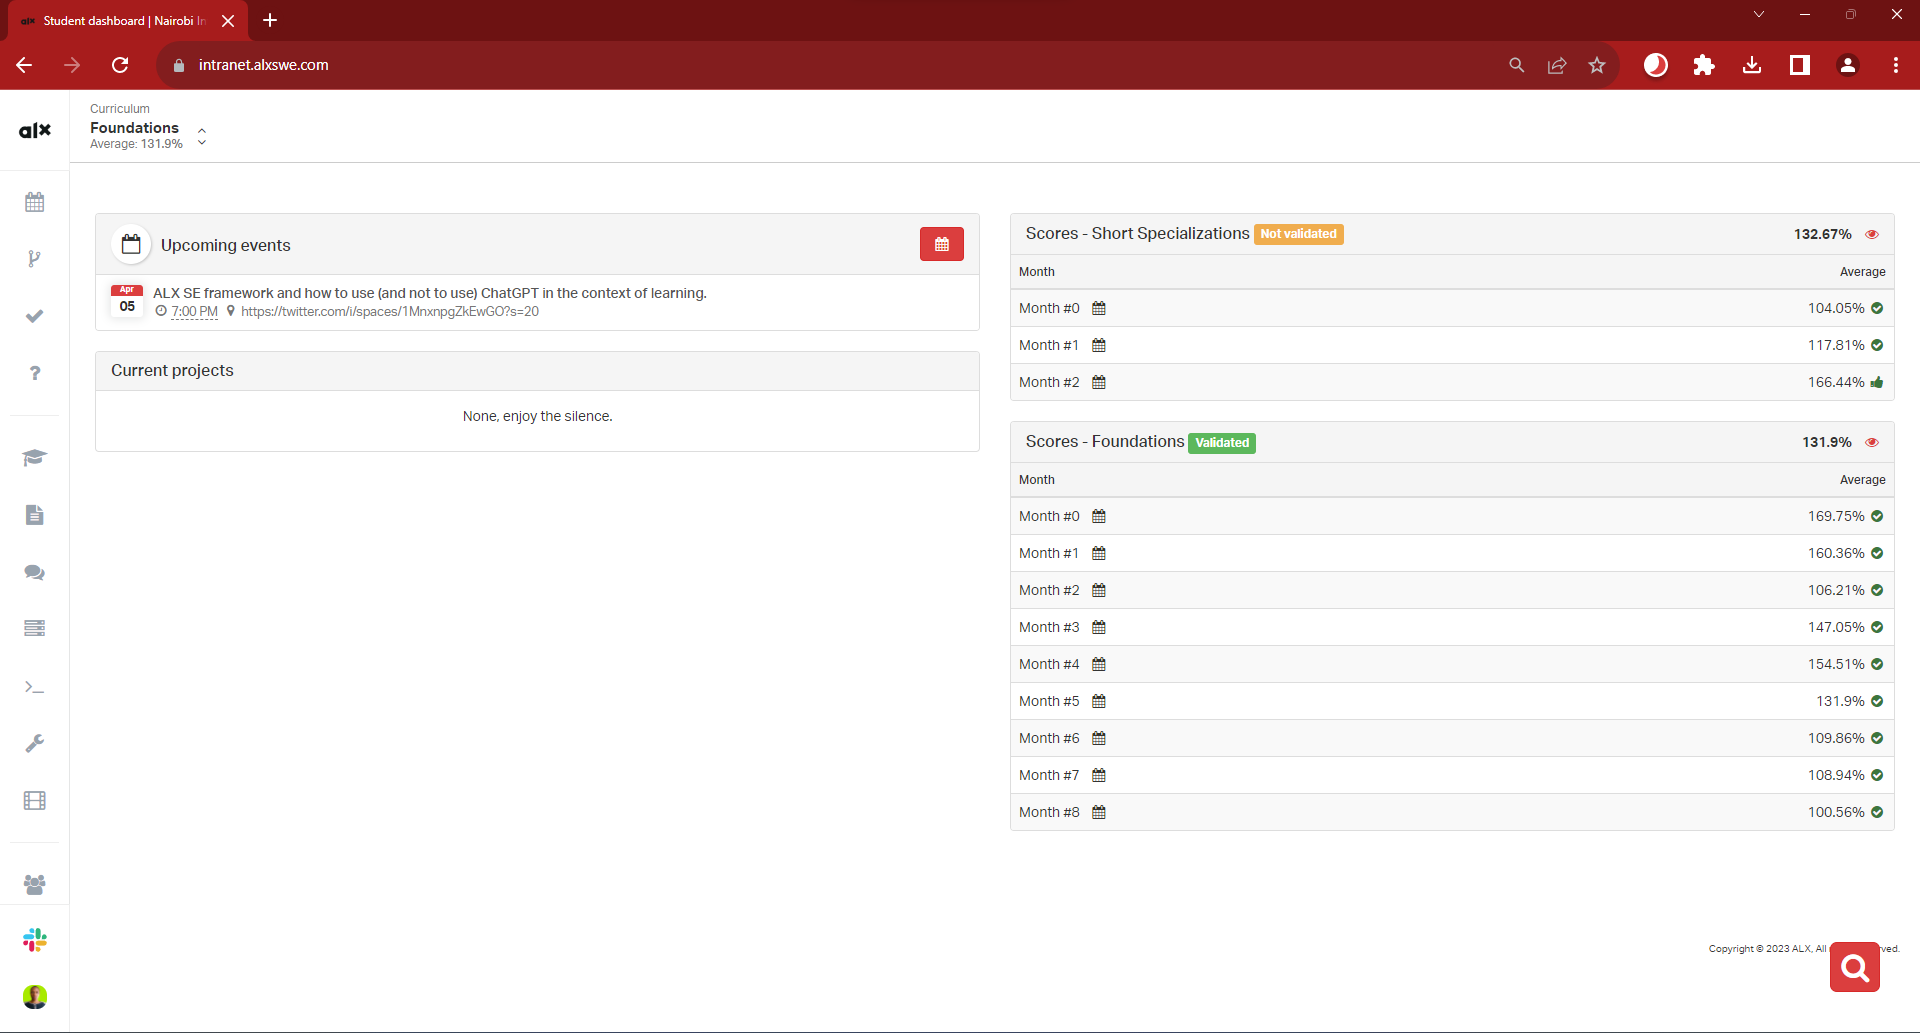 Student dashboard | Nairobi In
intranet.alxswe.com
alx
Curriculum
Foundations
Average: 131.9%
Upcoming events
Apr
05
ALX SE framework and how to use (and not to use) ChatGPT in the context of learning.
7:00 PM https://twitter.com/i/spaces/1MnxnpgZkEwGO?s=20
Current projects
None, enjoy the silence.
Scores - Short Specializations Not validated 132.67%
Month Average
Month #0 104.05%
Month #1 117.81%
Month #2 166.44%
Scores - Foundations Validated 131.9%
Month Average
Month #0 169.75%
Month #1 160.36%
Month #2 106.21%
Month #3 147.05%
Month #4 154.51%
Month #5 131.9%
Month #6 109.86%
Month #7 108.94%
Month #8 100.56%
Copyright © 2023 ALX, All